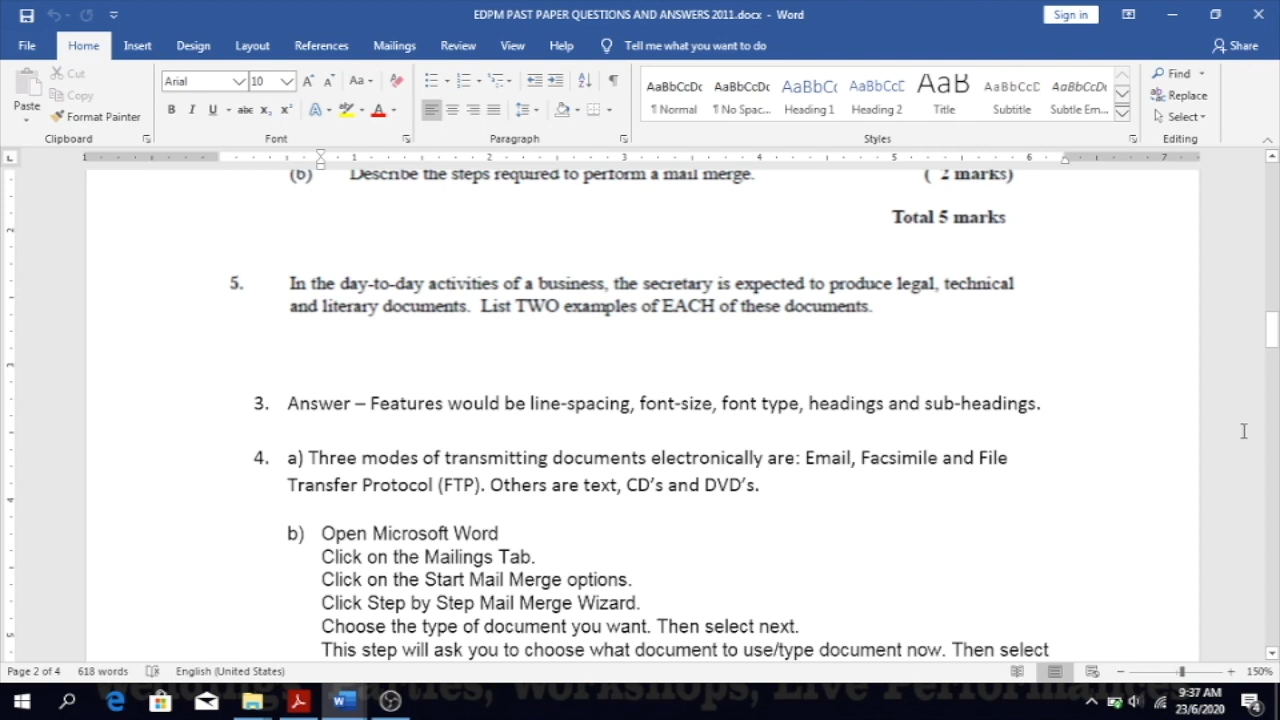 EDPM PAST PAPER QUESTIONS AND ANSWERS 2011.docx - Word
Sign in
File Home Insert Design Layout References Mailings Review View Help Tell me what you want to do Share
Paste
Cut
Copy
Format Painter
Clipboard
Arial 10
Font
Paragraph
AaBbCcDc AaBbCcDc AaBbCc AaBbCcD AaB AaBbCcD AaBbCcDc
¶ Normal ¶ No Spac... Heading 1 Heading 2 Title Subtitle Subtle Em...
Styles
Find
Replace
Select
Editing
(b) Describe the steps required to perform a mail merge. ( 2 marks)
Total 5 marks
5. In the day-to-day activities of a business, the secretary is expected to produce legal, technical
and literary documents. List TWO examples of EACH of these documents.
3. Answer – Features would be line-spacing, font-size, font type, headings and sub-headings.
4. a) Three modes of transmitting documents electronically are: Email, Facsimile and File
Transfer Protocol (FTP). Others are text, CD's and DVD's.
b) Open Microsoft Word
Click on the Mailings Tab.
Click on the Start Mail Merge options.
Click Step by Step Mail Merge Wizard.
Choose the type of document you want. Then select next.
This step will ask you to choose what document to use/type document now. Then select
Page 2 of 4 618 words English (United States) 150%
9:37 AM
23/6/2020